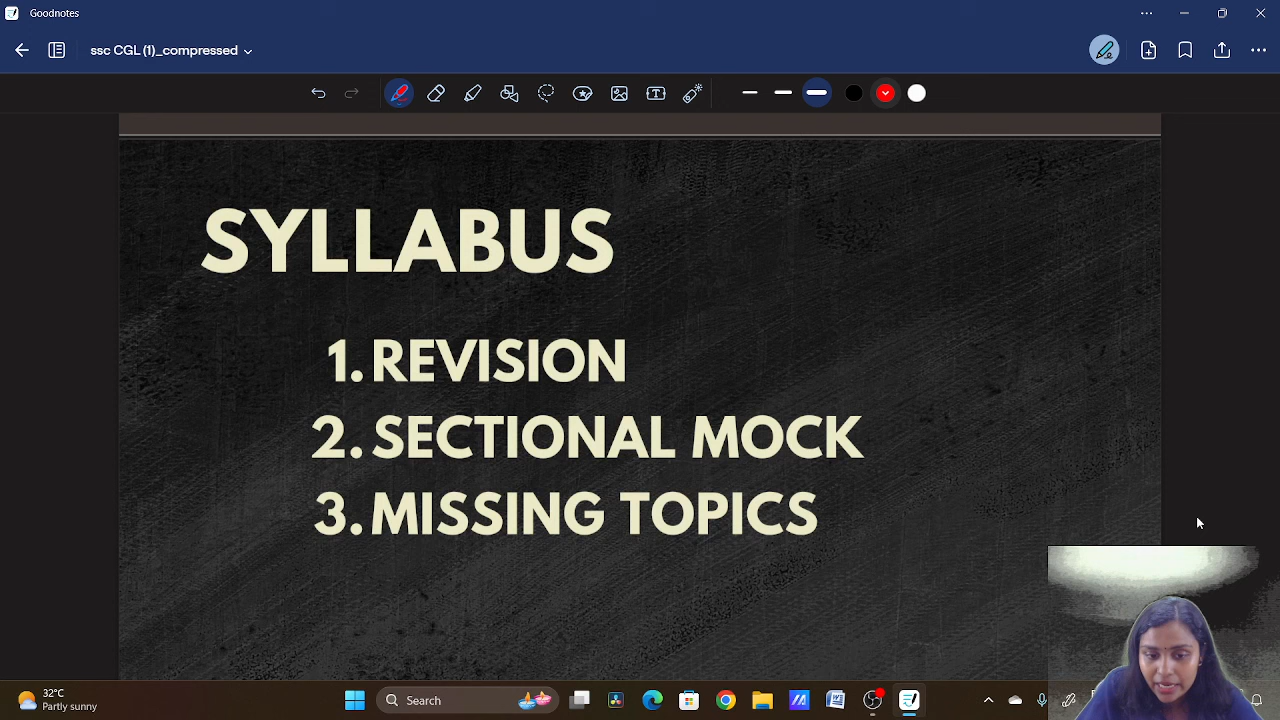 Goodnotes
ssc CGL (1)_compressed
SYLLABUS
1. REVISION
2. SECTIONAL MOCK
3. MISSING TOPICS
32°C
Partly sunny
Search